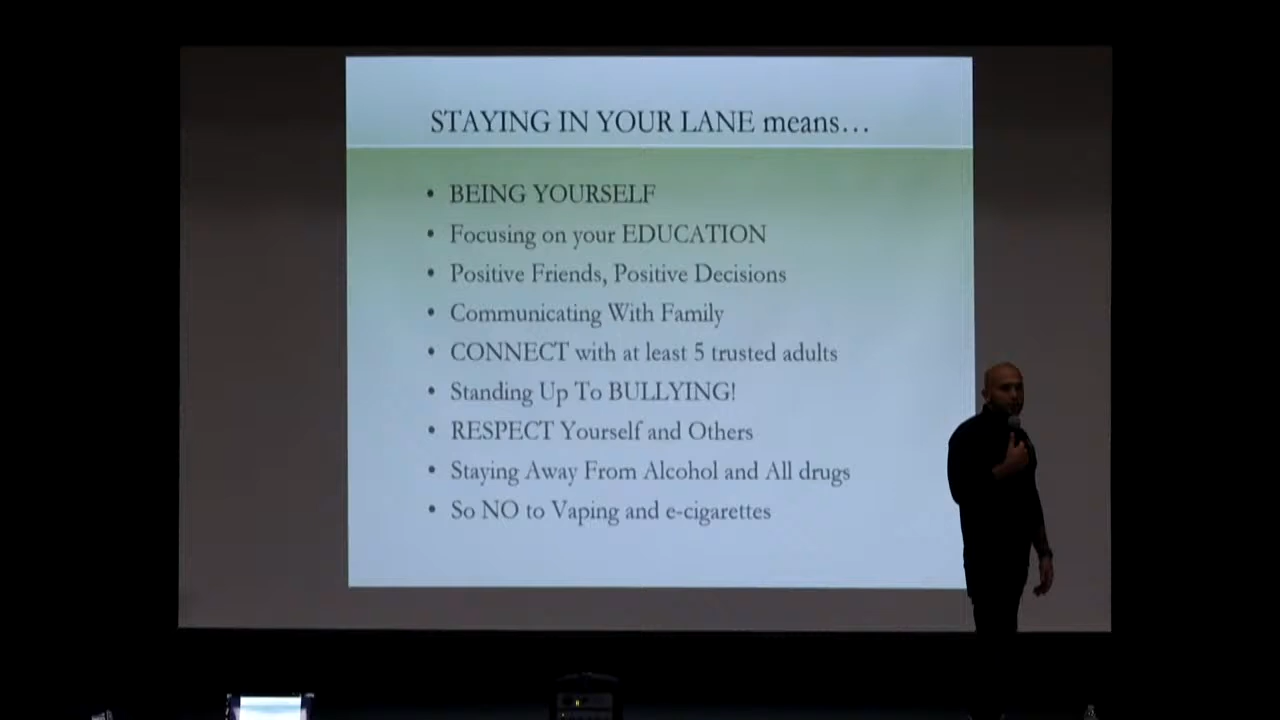 STAYING IN YOUR LANE means…
• BEING YOURSELF
• Focusing on your EDUCATION
• Positive Friends, Positive Decisions
• Communicating With Family
• CONNECT with at least 5 trusted adults
• Standing Up To BULLYING!
• RESPECT Yourself and Others
• Staying Away From Alcohol and All drugs
• So NO to Vaping and e-cigarettes